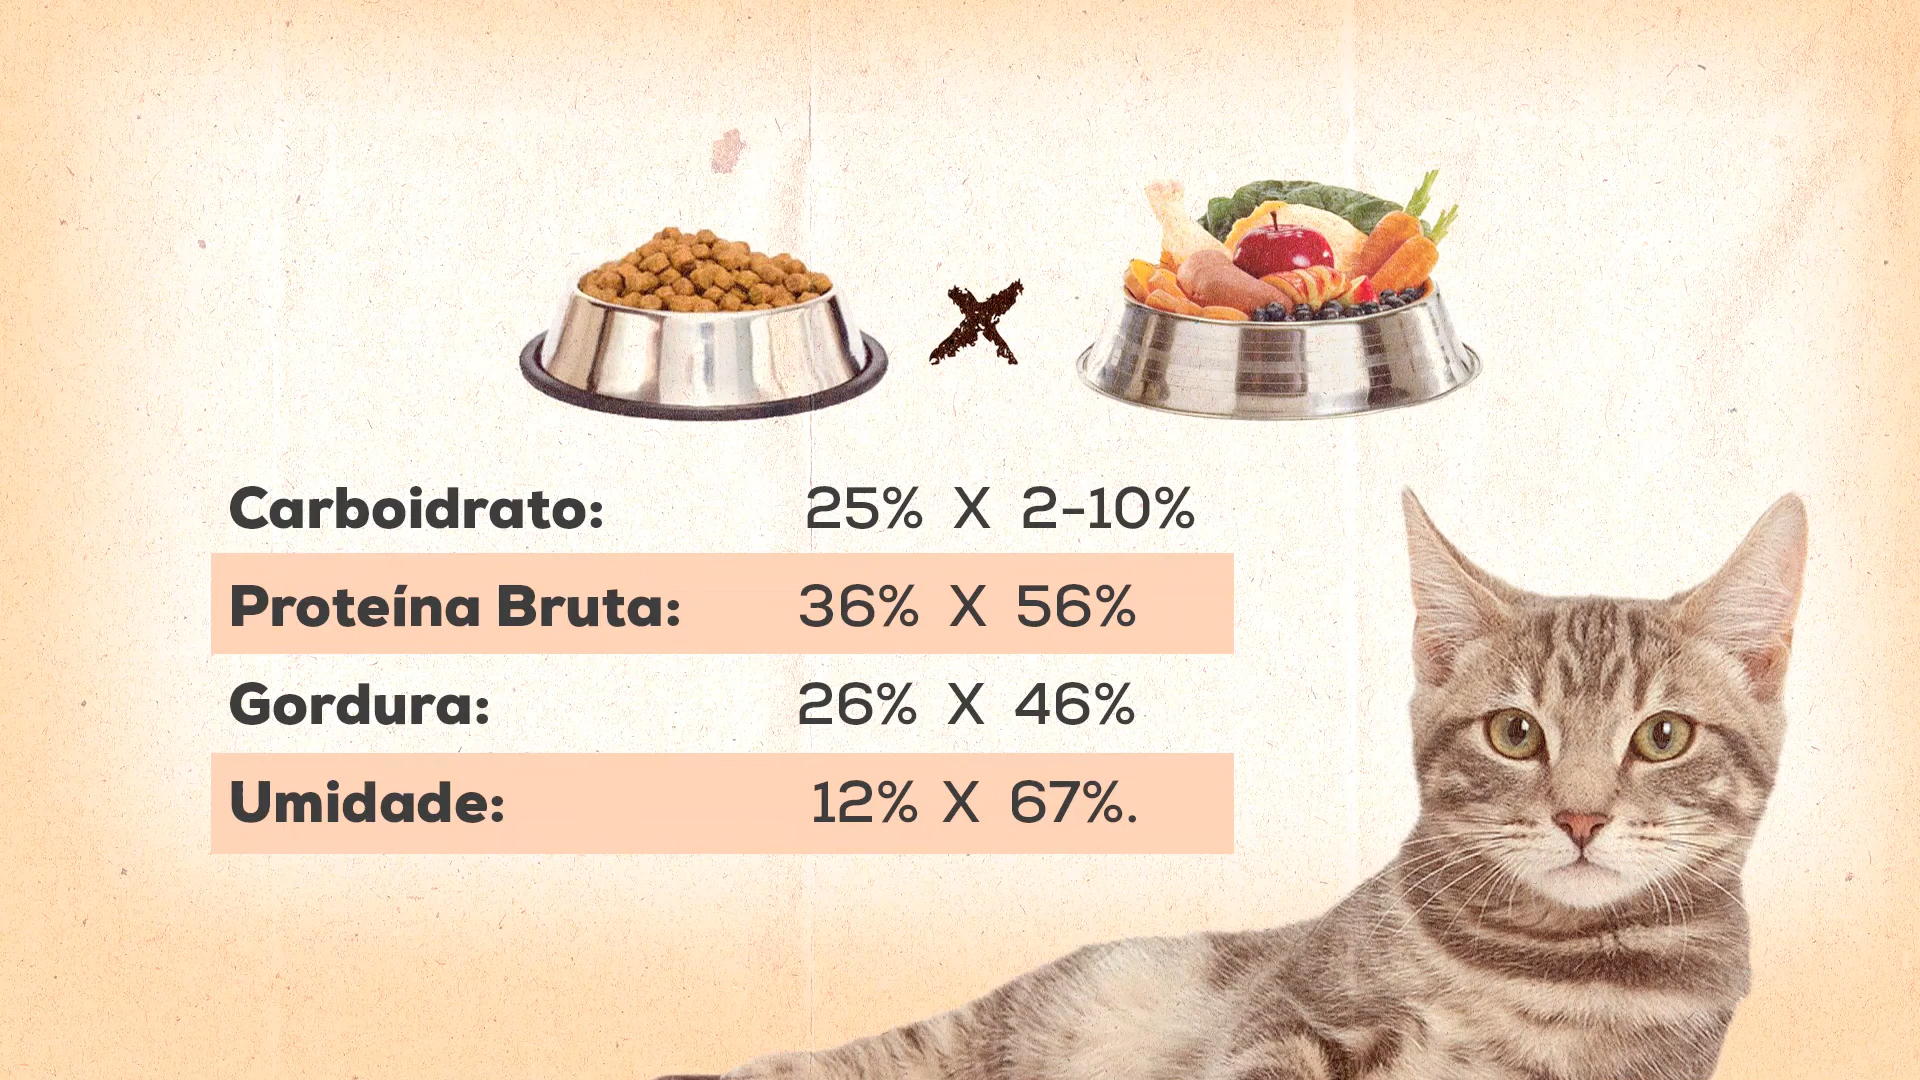 X
Carboidrato: 25% X 2-10%
Proteína Bruta: 36% X 56%
Gordura: 26% X 46%
Umidade: 12% X 67%.